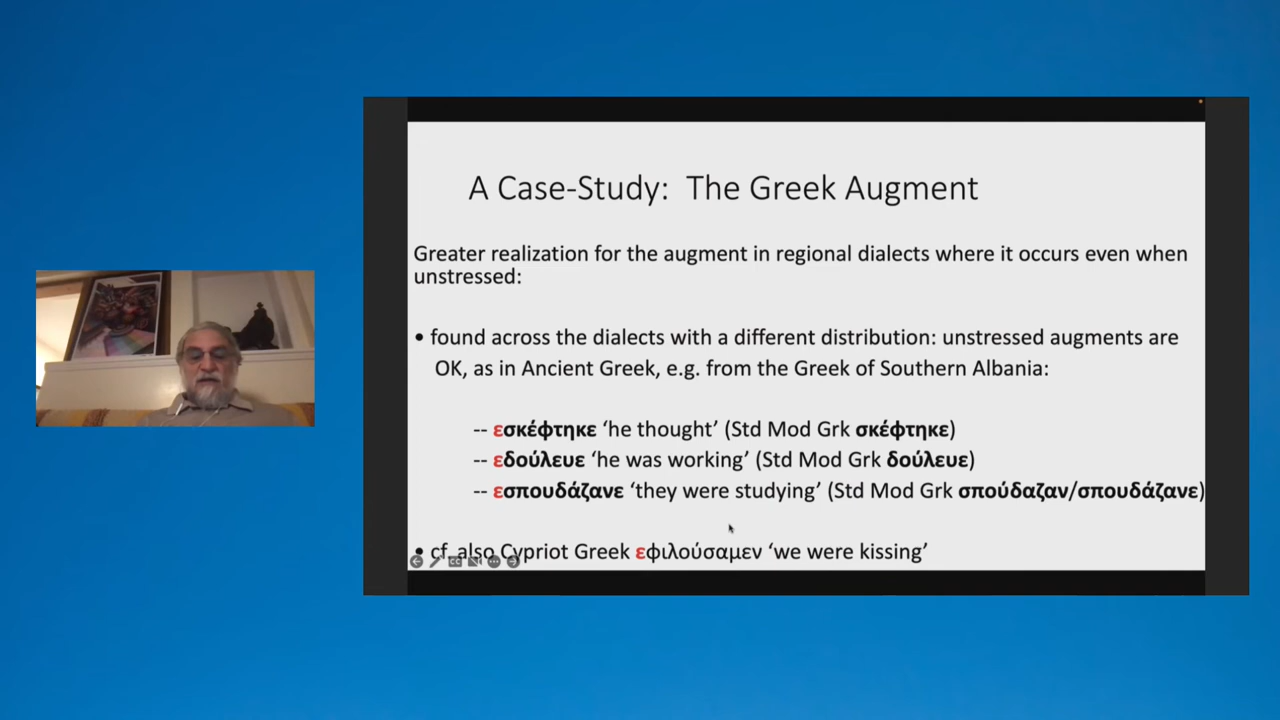 A Case-Study: The Greek Augment
Greater realization for the augment in regional dialects where it occurs even when
unstressed:
• found across the dialects with a different distribution: unstressed augments are
OK, as in Ancient Greek, e.g. from the Greek of Southern Albania:
-- εσκέφτηκε ‘he thought’ (Std Mod Grk σκέφτηκε)
-- εδούλευε ‘he was working’ (Std Mod Grk δούλευε)
-- εσπουδάζανε ‘they were studying’ (Std Mod Grk σπούδαζαν/σπουδάζανε)
• cf. also Cypriot Greek εφιλούσαμεν ‘we were kissing’